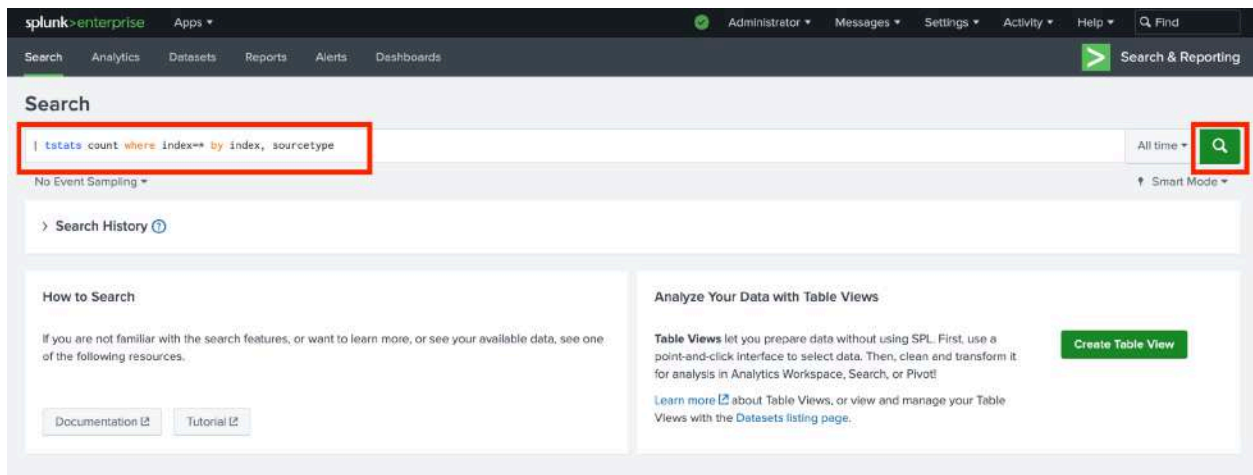 splunk>enterprise Apps Administrator Messages Settings Activity Help Find
Search Analytics Datasets Reports Alerts Dashboards Search & Reporting
Search
| tstats count where index=* by index, sourcetype All time
No Event Sampling Smart Mode
> Search History ?
How to Search
If you are not familiar with the search features, or want to learn more, or see your available data, see one
of the following resources.
Documentation Tutorial
Analyze Your Data with Table Views
Table Views let you prepare data without using SPL. First, use a
point-and-click interface to select data. Then, clean and transform it
for analysis in Analytics Workspace, Search, or Pivot!
Learn more about Table Views, or view and manage your Table
Views with the Datasets listing page.
Create Table View